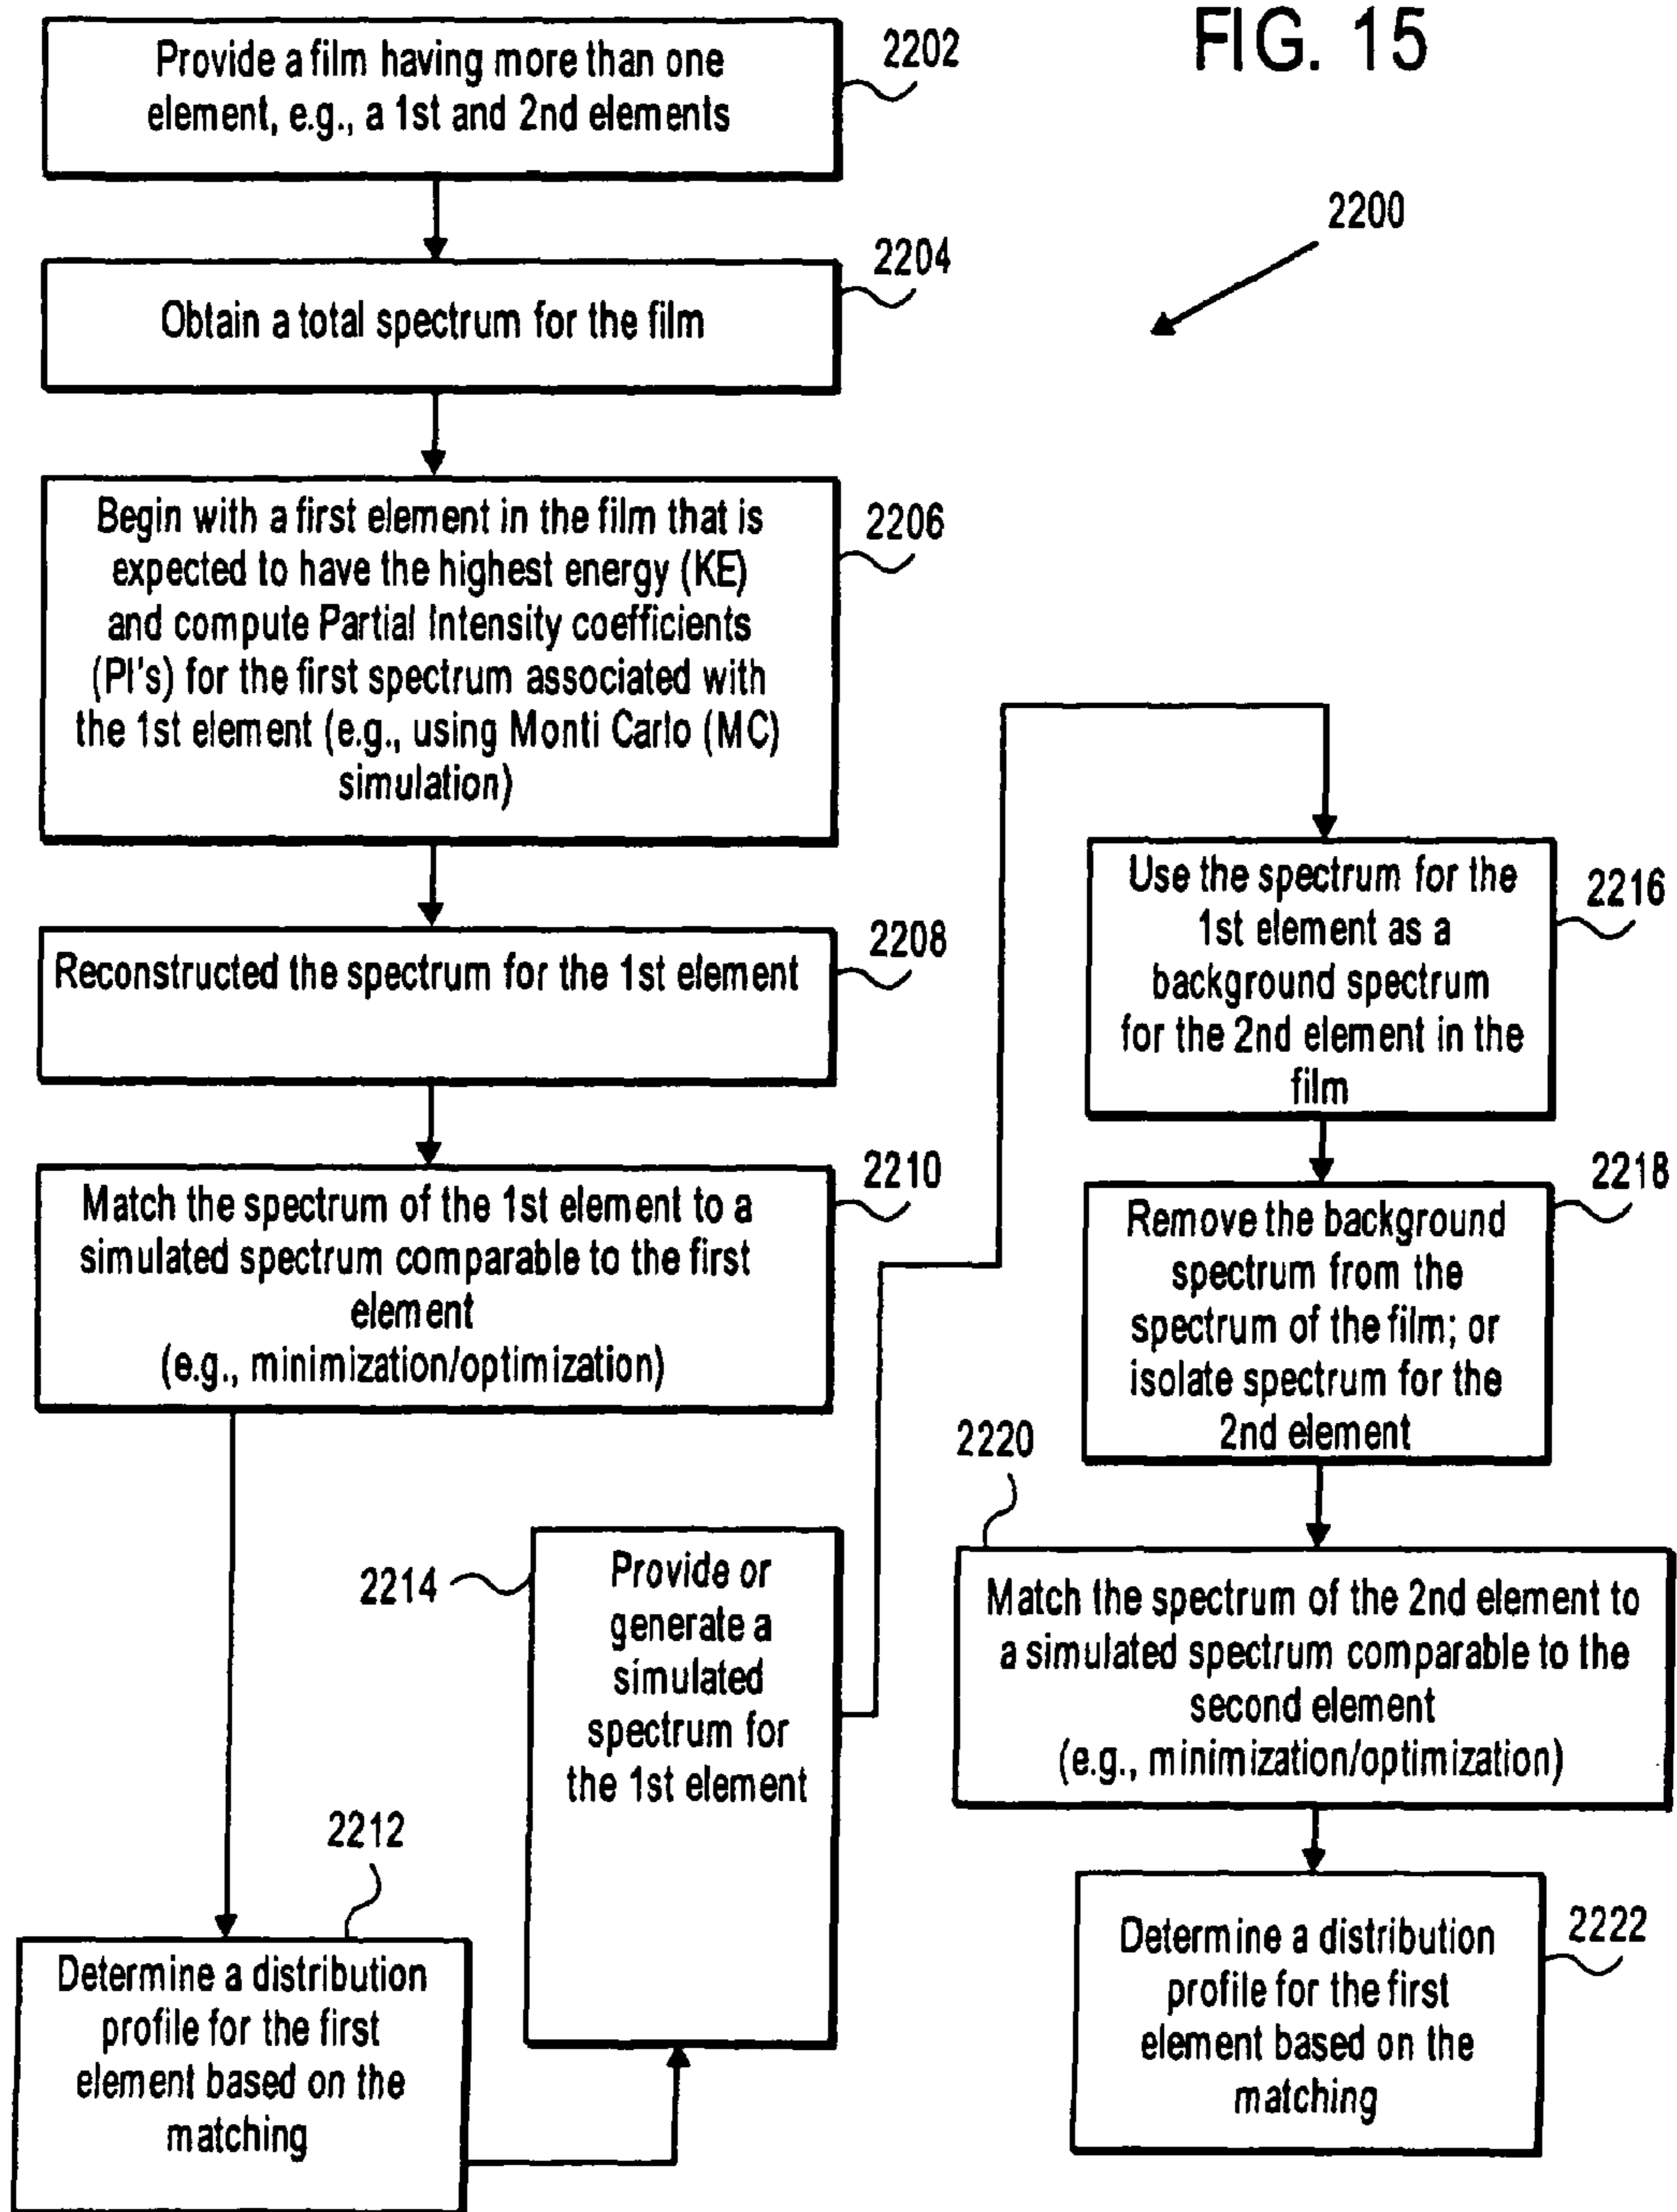 FIG. 15
2200
Provide a film having more than one
element, e.g., a 1st and 2nd elements
2202
Obtain a total spectrum for the film
2204
Begin with a first element in the film that is
expected to have the highest energy (KE)
and compute Partial Intensity coefficients
(PI's) for the first spectrum associated with
the 1st element (e.g., using Monti Carlo (MC)
simulation)
2206
Reconstructed the spectrum for the 1st element
2208
Match the spectrum of the 1st element to a
simulated spectrum comparable to the first
element
(e.g., minimization/optimization)
2210
2212
Determine a distribution
profile for the first
element based on the
matching
2214
Provide or
generate a
simulated
spectrum for
the 1st element
Use the spectrum for the
1st element as a
background spectrum
for the 2nd element in the
film
2216
Remove the background
spectrum from the
spectrum of the film; or
isolate spectrum for the
2nd element
2218
2220
Match the spectrum of the 2nd element to
a simulated spectrum comparable to the
second element
(e.g., minimization/optimization)
Determine a distribution
profile for the first
element based on the
matching
2222